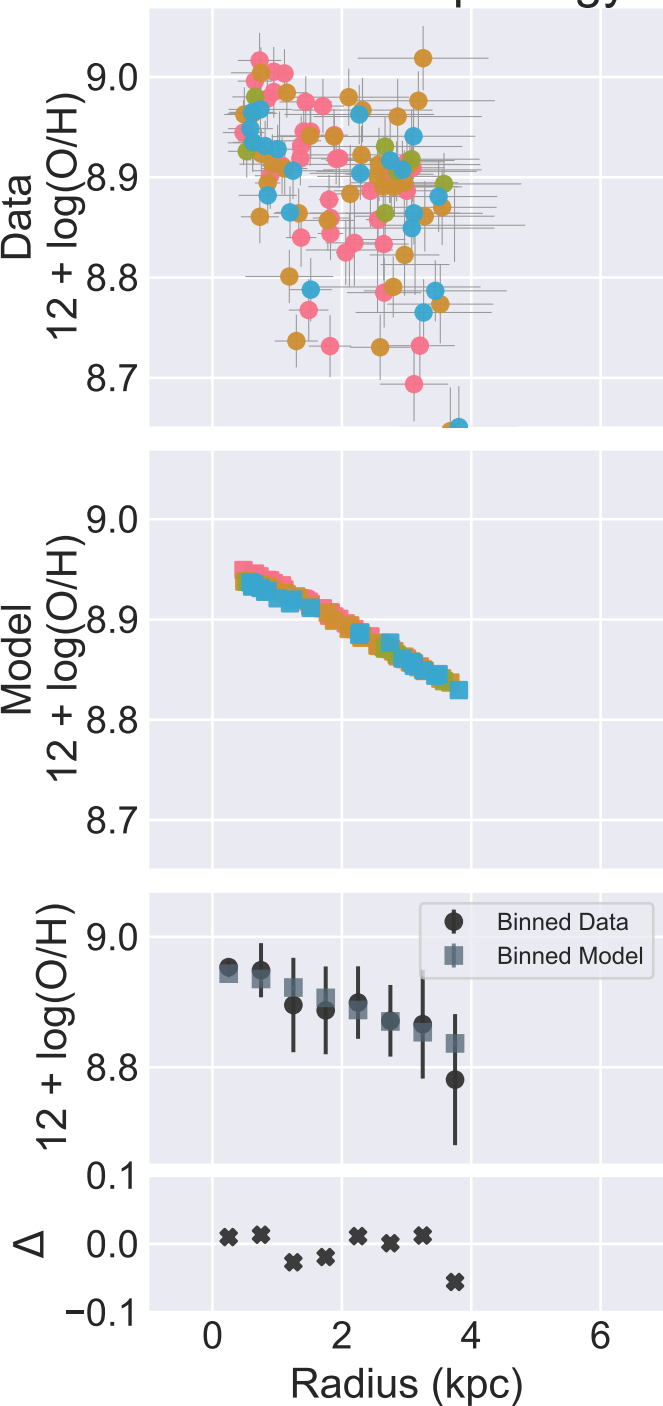 9.0
8.9
8.8
8.7
Data
12 + log(O/H)
9.0
8.9
8.8
8.7
Model
12 + log(O/H)
9.0
8.8
12 + log(O/H)
Binned Data
Binned Model
0.1
0.0
−0.1
Δ
0
2
4
6
Radius (kpc)